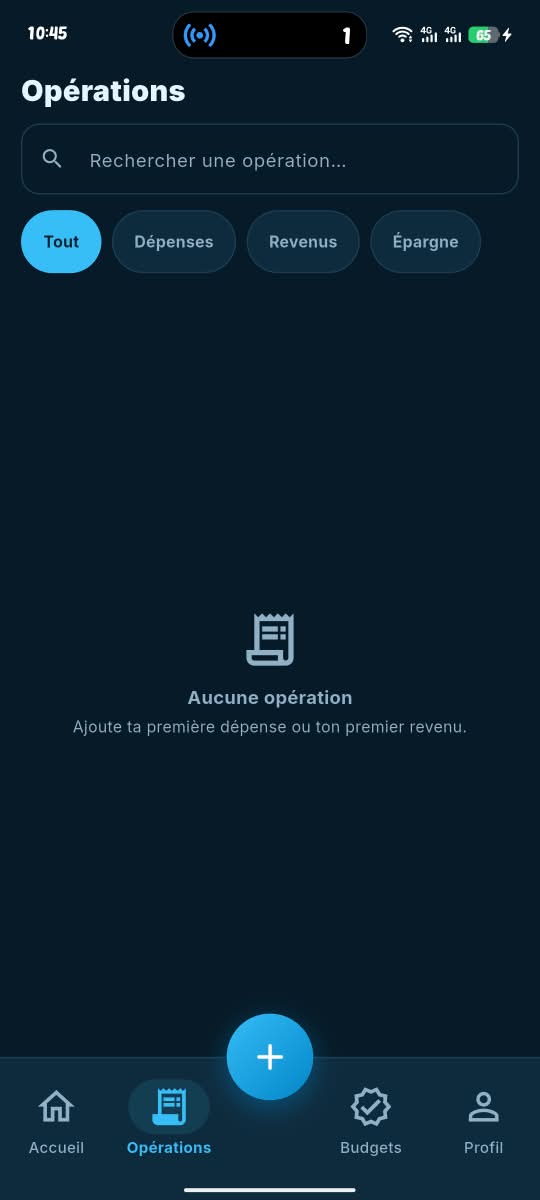 10:45
1
4G 4G
65
Opérations
Rechercher une opération...
Tout Dépenses Revenus Épargne
Aucune opération
Ajoute ta première dépense ou ton premier revenu.
Accueil Opérations Budgets Profil